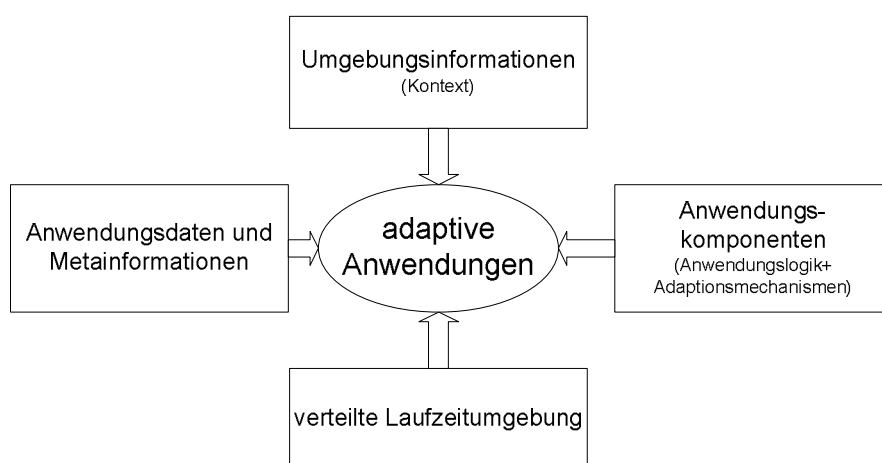 Umgebungsinformationen
(Kontext)
Anwendungsdaten und
Metainformationen
adaptive
Anwendungen
Anwendungs-
komponenten
(Anwendungslogik+
Adaptionsmechanismen)
verteilte Laufzeitumgebung